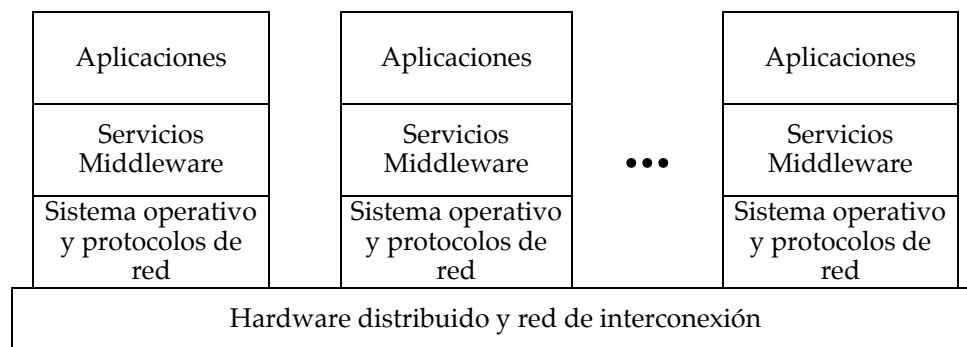 Aplicaciones
Servicios
Middleware
Sistema operativo
y protocolos de
red
Aplicaciones
Servicios
Middleware
Sistema operativo
y protocolos de
red
•••
Aplicaciones
Servicios
Middleware
Sistema operativo
y protocolos de
red
Hardware distribuido y red de interconexión